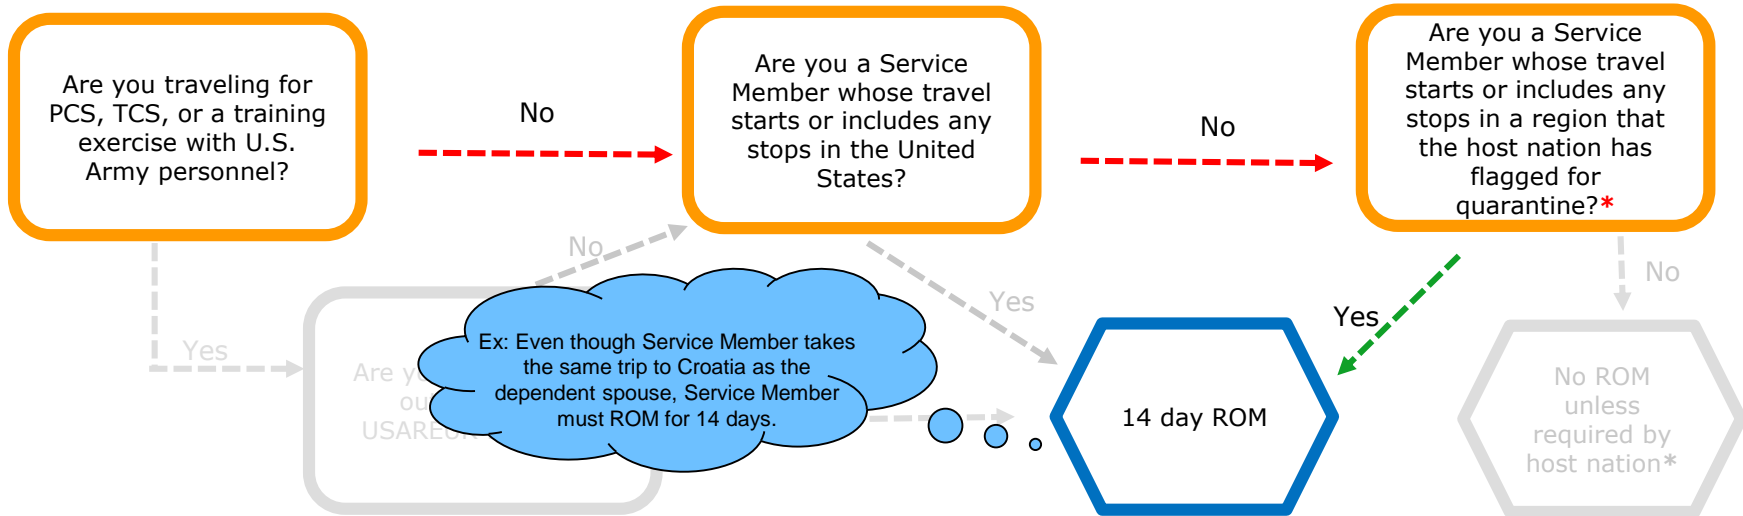 Are you traveling for
PCS, TCS, or a training
exercise with U.S.
Army personnel?
No
Are you a Service
Member whose travel
starts or includes any
stops in the United
States?
No
Are you a Service
Member whose travel
starts or includes any
stops in a region that
the host nation has
flagged for
quarantine?*
No
Yes
Yes
Yes
No
Are
USAREUR
Ex: Even though Service Member takes
the same trip to Croatia as the
dependent spouse, Service Member
must ROM for 14 days.
14 day ROM
No ROM
unless
required by
host nation*